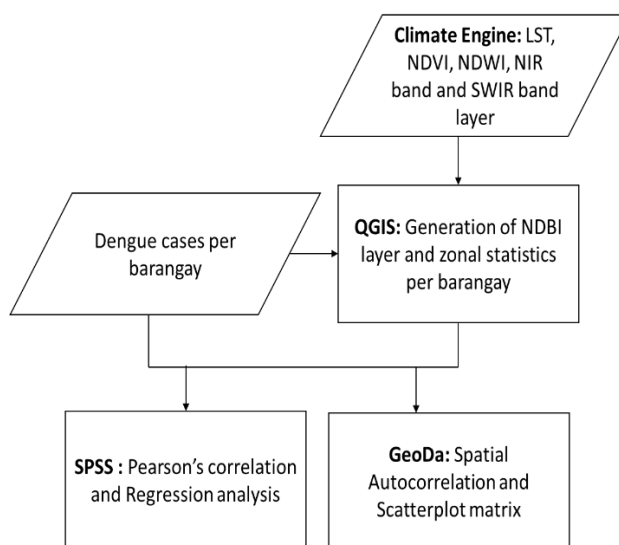 Climate Engine: LST,
NDVI, NDWI, NIR
band and SWIR band
layer
Dengue cases per
barangay
QGIS: Generation of NDBI
layer and zonal statistics
per barangay
SPSS : Pearson's correlation
and Regression analysis
GeoDa: Spatial
Autocorrelation and
Scatterplot matrix